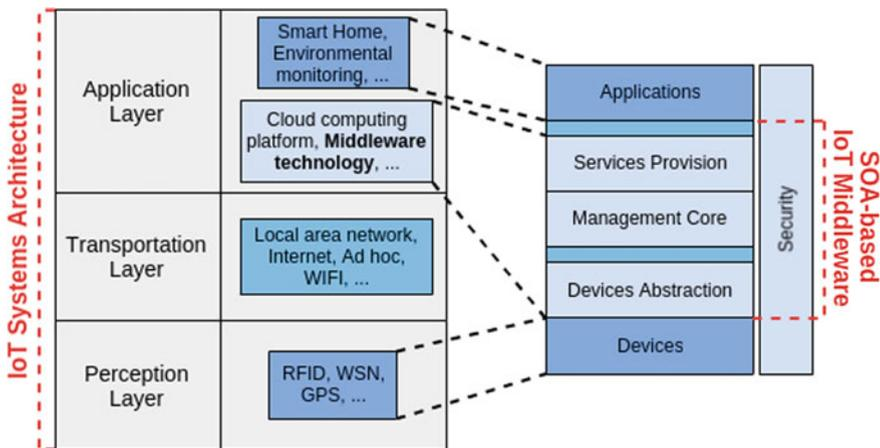 IoT Systems Architecture
Application
Layer
Smart Home,
Environmental
monitoring, ...
Cloud computing
platform, Middleware
technology, ...
Transportation
Layer
Local area network,
Internet, Ad hoc,
WIFI, ...
Perception
Layer
RFID, WSN,
GPS, ...
Applications
Services Provision
Management Core
Devices Abstraction
Devices
Security
SOA-based
IoT Middleware